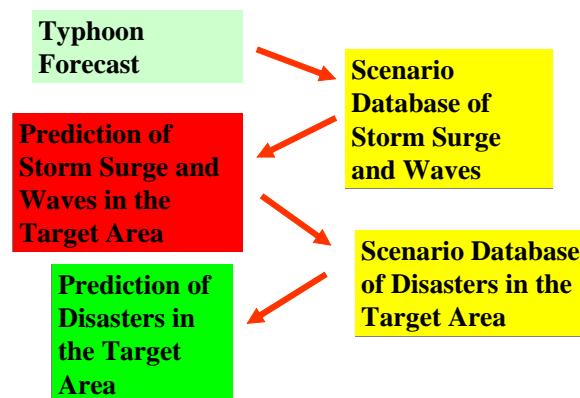 Typhoon
Forecast
Scenario
Database of
Storm Surge
and Waves
Prediction of
Storm Surge and
Waves in the
Target Area
Scenario Database
of Disasters in the
Target Area
Prediction of
Disasters in
the Target
Area